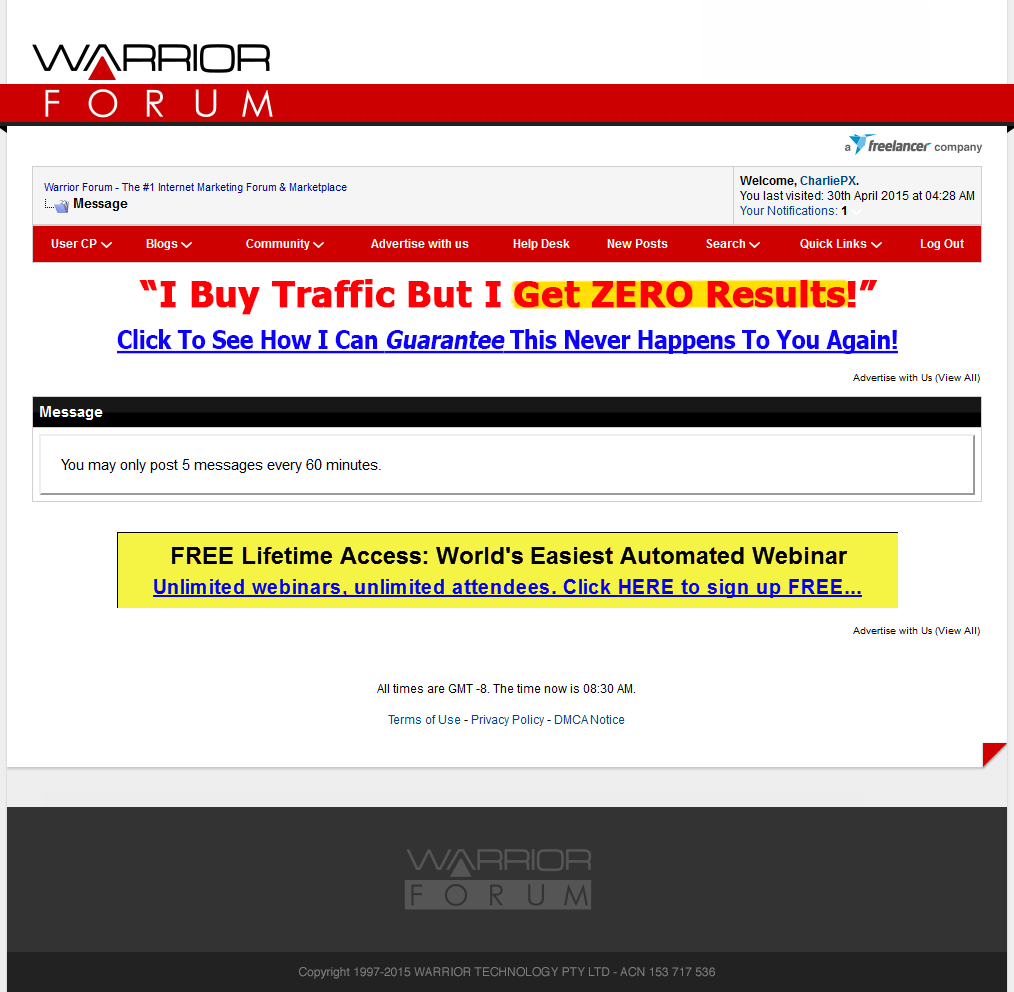 WARRIOR
FORUM
a freelancer company
Warrior Forum - The #1 Internet Marketing Forum & Marketplace
Message
Welcome, CharliePX.
You last visited: 30th April 2015 at 04:28 AM
Your Notifications: 1
User CP Blogs Community Advertise with us Help Desk New Posts Search Quick Links Log Out
“I Buy Traffic But I Get ZERO Results!”
Click To See How I Can Guarantee This Never Happens To You Again!
Advertise with Us (View All)
Message
You may only post 5 messages every 60 minutes.
FREE Lifetime Access: World's Easiest Automated Webinar
Unlimited webinars, unlimited attendees. Click HERE to sign up FREE...
Advertise with Us (View All)
All times are GMT -8. The time now is 08:30 AM.
Terms of Use - Privacy Policy - DMCA Notice
WARRIOR
FORUM
Copyright 1997-2015 WARRIOR TECHNOLOGY PTY LTD - ACN 153 717 536